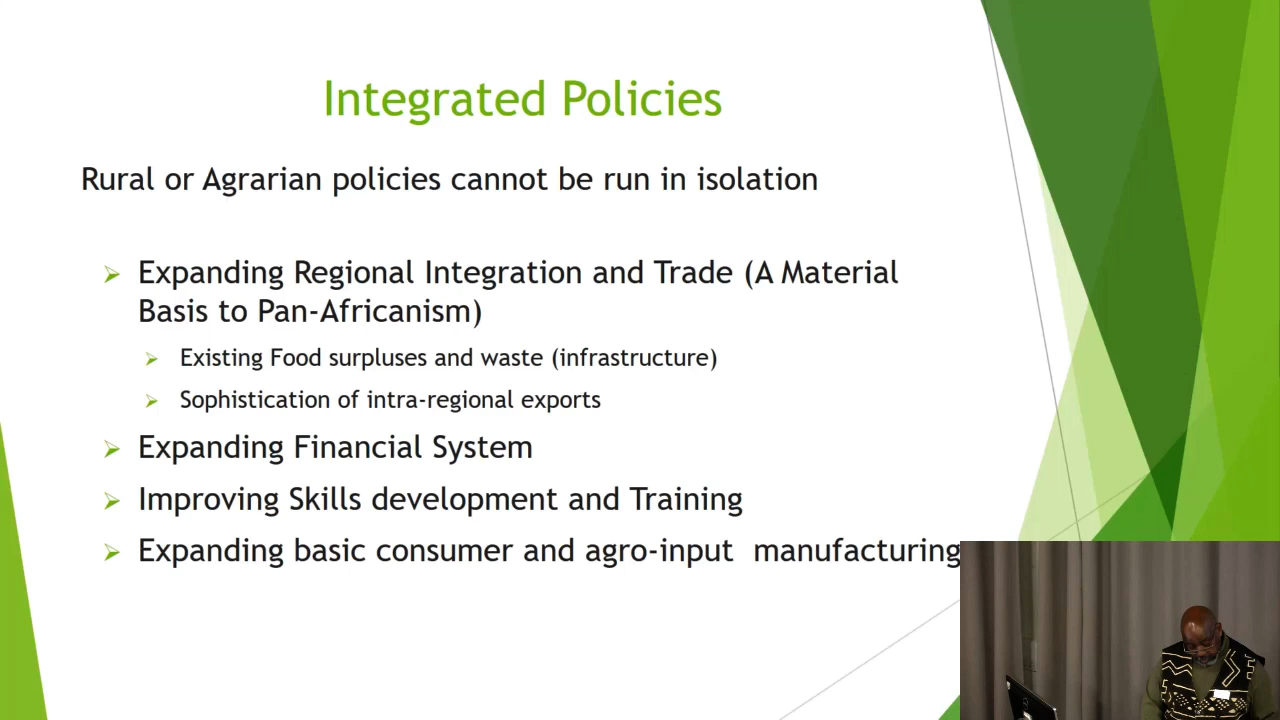 Integrated Policies
Rural or Agrarian policies cannot be run in isolation
Expanding Regional Integration and Trade (A Material
Basis to Pan-Africanism)
Existing Food surpluses and waste (infrastructure)
Sophistication of intra-regional exports
Expanding Financial System
Improving Skills development and Training
Expanding basic consumer and agro-input  manufacturing